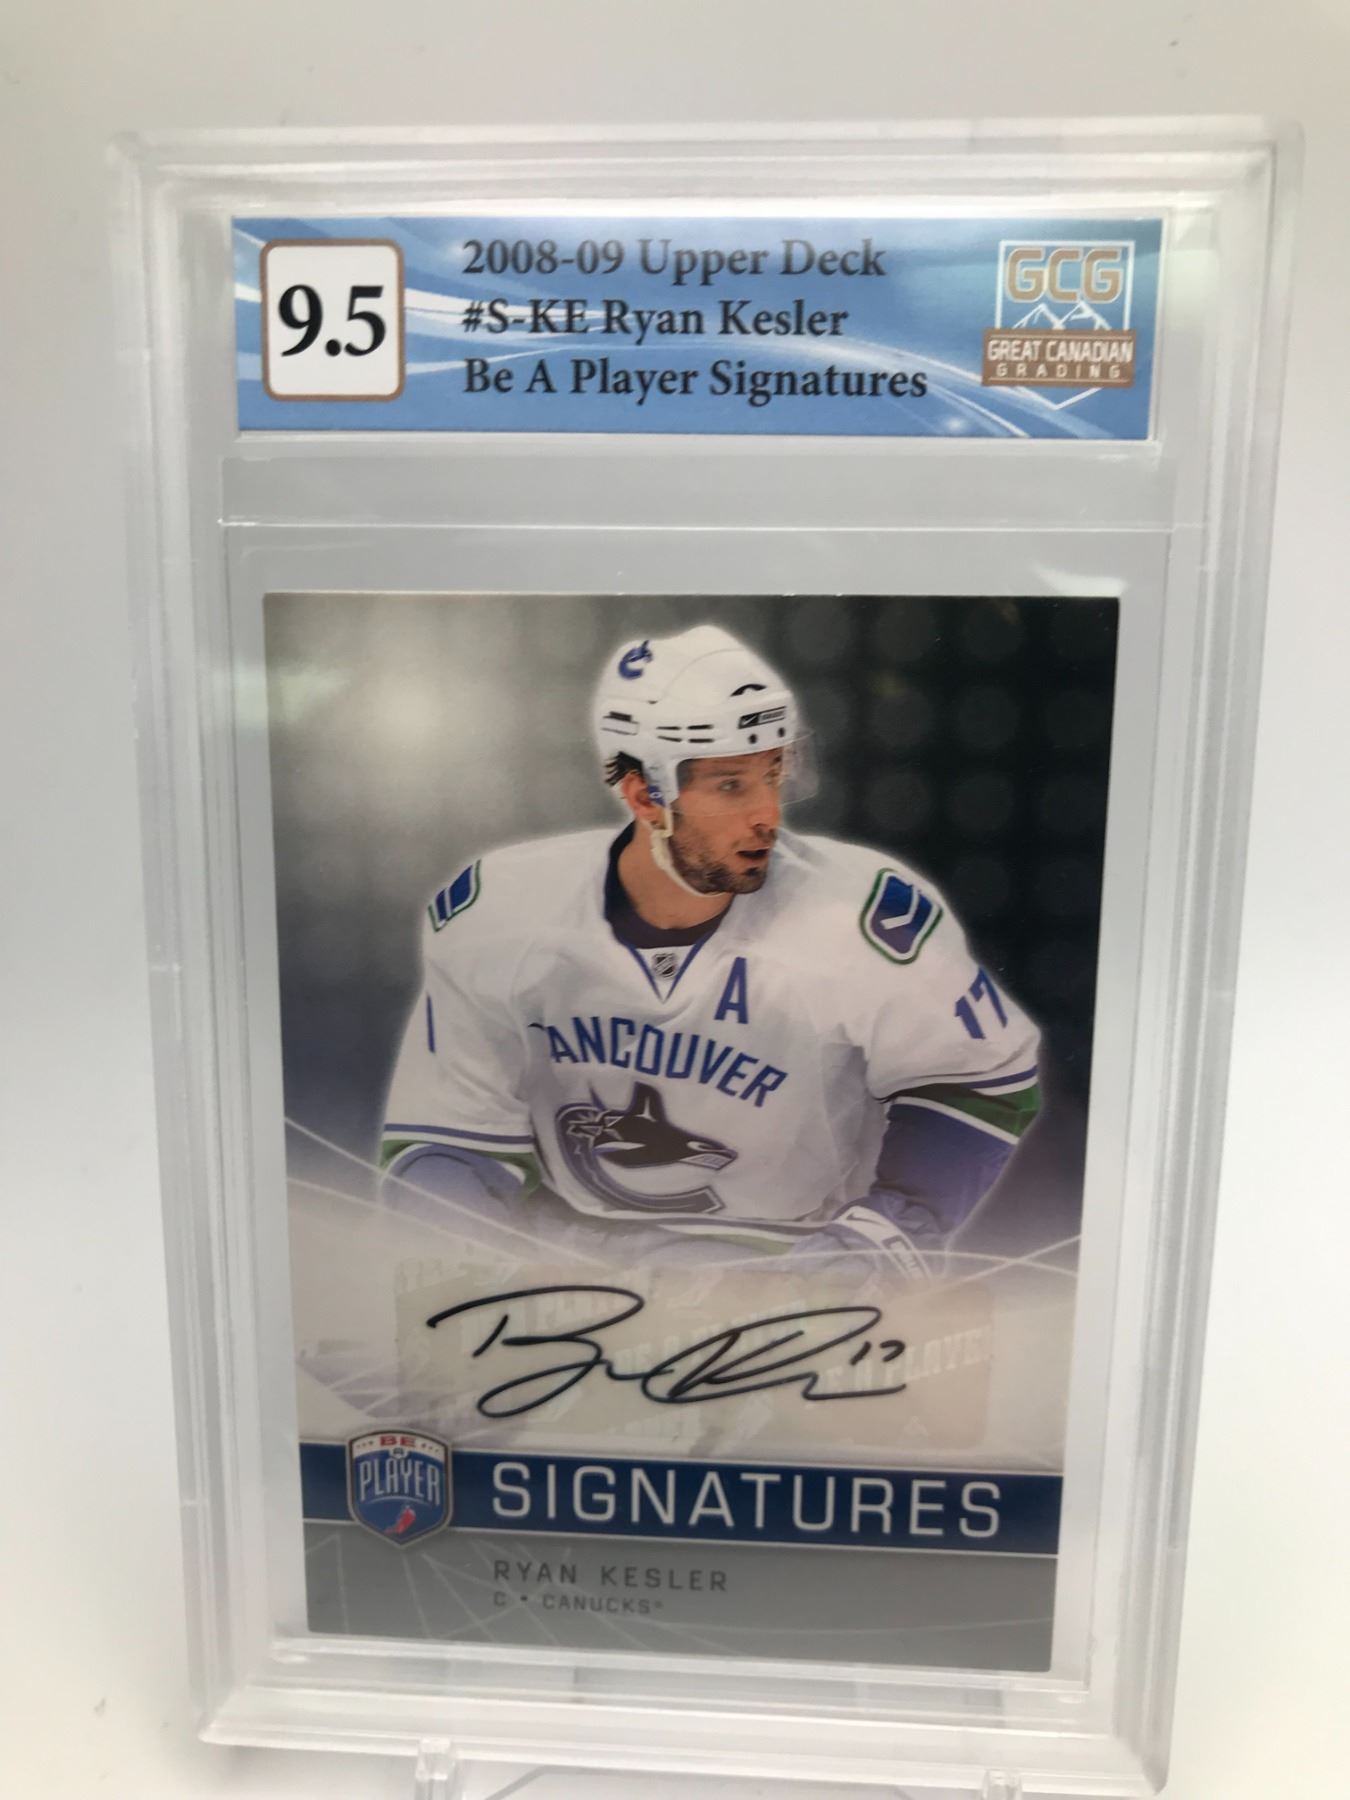 9.5
2008-09 Upper Deck
#S-KE Ryan Kesler
Be A Player Signatures
GCG
GREAT CANADIAN
GRADING
A
17
VANCOUVER
17
BE
A
PLAYER
SIGNATURES
RYAN KESLER
C • CANUCKS®